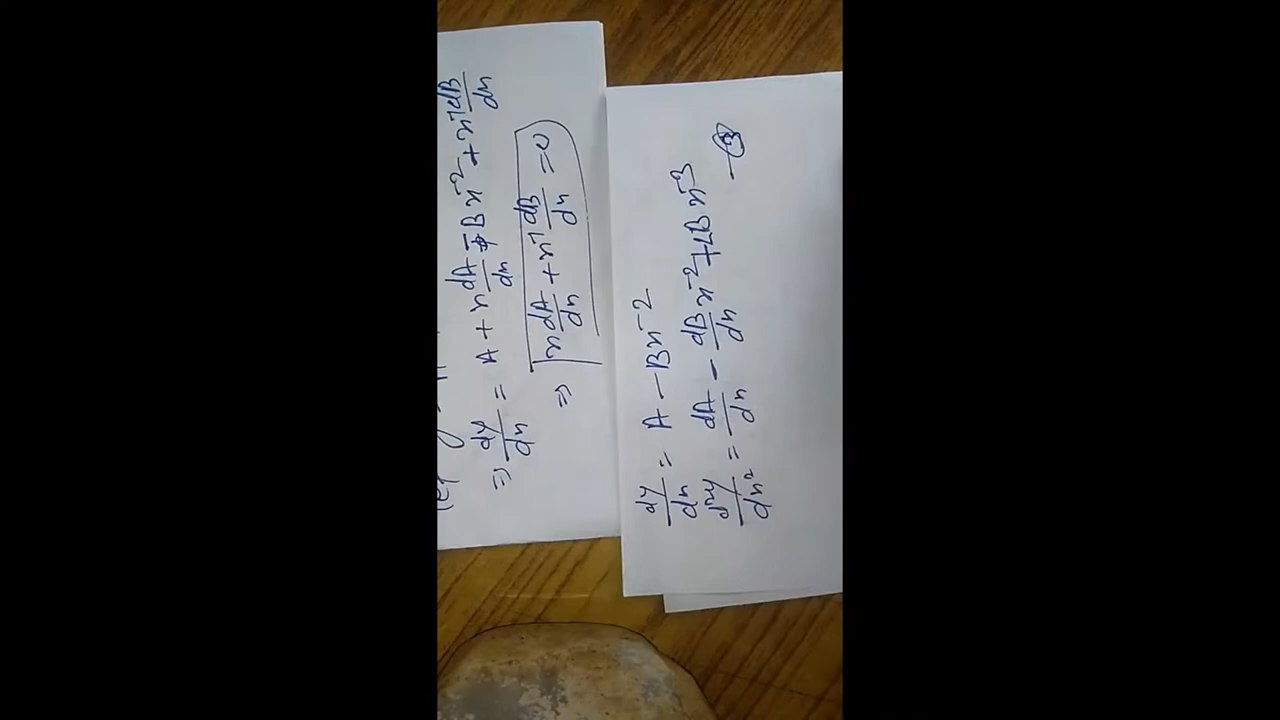 ⇒ dy/dx = A + x dA/dx - Bx⁻² + x⁻¹ dB/dx
⇒ x dA/dx + x⁻¹ dB/dx = 0
dy/dx = A - Bx⁻²
d²y/dx² = dA/dx - dB/dx x⁻² + 2Bx⁻³
- ③